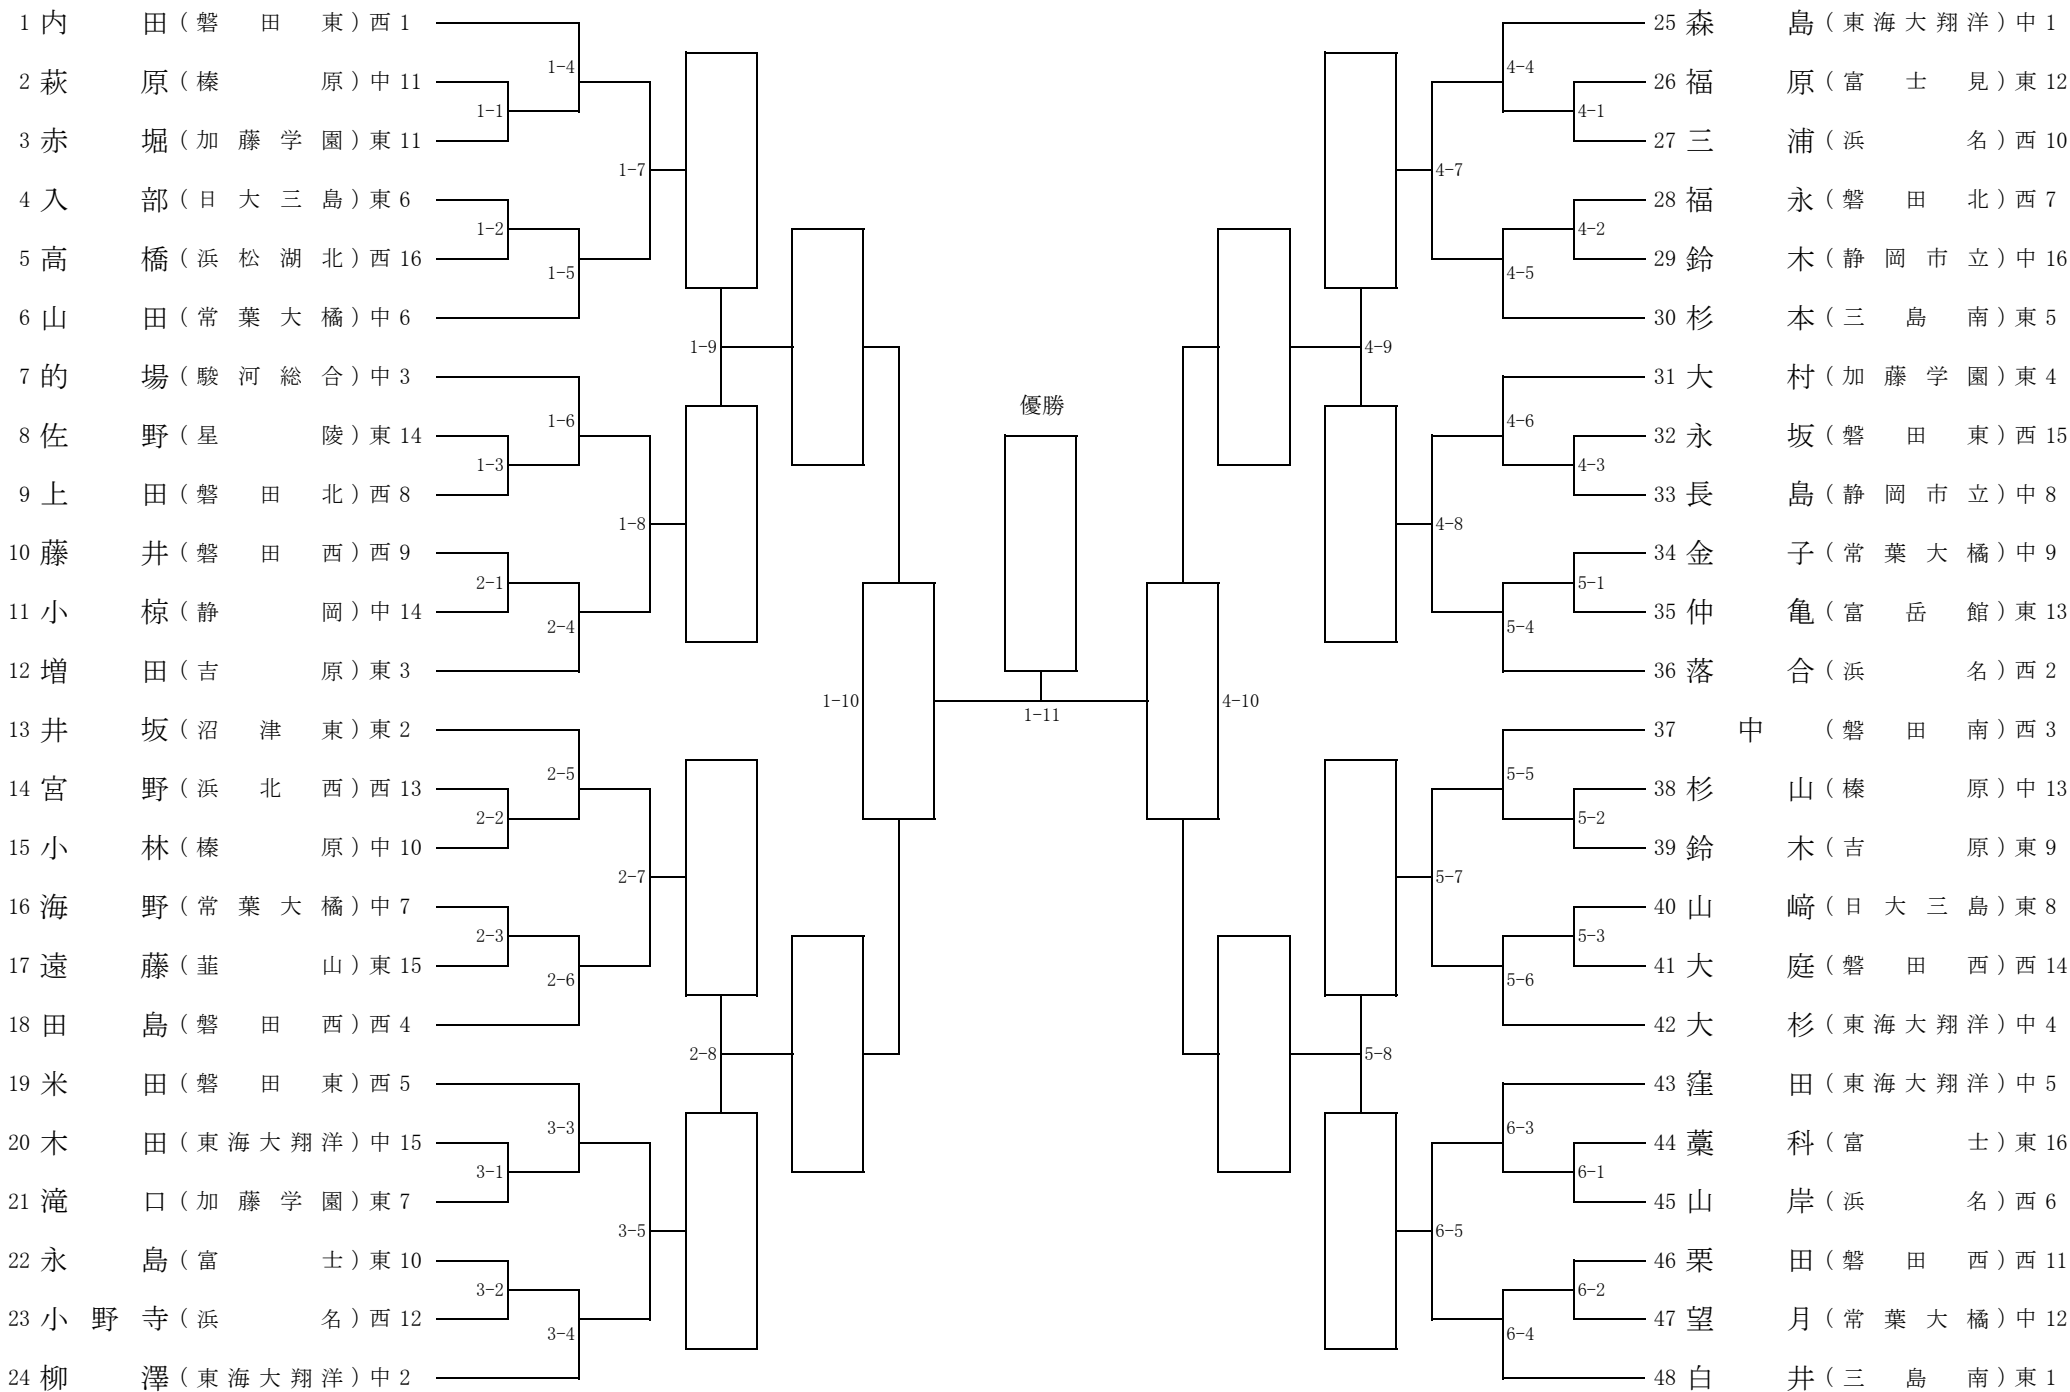 1 内田（磐田東）西 1
2 萩原（榛原）中 11
3 赤堀（加藤学園）東 11
4 入部（日大三島）東 6
5 高橋（浜松湖北）西 16
6 山田（常葉大橘）中 6
7 的場（駿河総合）中 3
8 佐野（星陵）東 14
9 上田（磐田北）西 8
10 藤井（磐田西）西 9
11 小椋（静岡）中 14
12 増田（吉原）東 3
13 井坂（沼津東）東 2
14 宮野（浜北西）西 13
15 小林（榛原）中 10
16 海野（常葉大橘）中 7
17 遠藤（韮山）東 15
18 田島（磐田西）西 4
19 米田（磐田東）西 5
20 木田（東海大翔洋）中 15
21 滝口（加藤学園）東 7
22 永島（富士）東 10
23 小野寺（浜名）西 12
24 柳澤（東海大翔洋）中 2
1-4
1-1
1-7
1-2
1-5
1-9
1-6
1-3
1-8
2-1
2-4
1-10
2-5
2-2
2-7
2-3
2-6
2-8
3-3
3-1
3-5
3-2
3-4
優勝
1-11
4-4
4-1
4-7
4-2
4-5
4-9
4-6
4-3
4-8
5-1
5-4
4-10
5-5
5-2
5-7
5-3
5-6
5-8
6-3
6-1
6-5
6-2
6-4
25 森島（東海大翔洋）中 1
26 福原（富士見）東 12
27 三浦（浜名）西 10
28 福永（磐田北）西 7
29 鈴木（静岡市立）中 16
30 杉本（三島南）東 5
31 大村（加藤学園）東 4
32 永坂（磐田東）西 15
33 長島（静岡市立）中 8
34 金子（常葉大橘）中 9
35 仲亀（富岳館）東 13
36 落合（浜名）西 2
37 中（磐田南）西 3
38 杉山（榛原）中 13
39 鈴木（吉原）東 9
40 山﨑（日大三島）東 8
41 大庭（磐田西）西 14
42 大杉（東海大翔洋）中 4
43 窪田（東海大翔洋）中 5
44 藁科（富士）東 16
45 山岸（浜名）西 6
46 栗田（磐田西）西 11
47 望月（常葉大橘）中 12
48 白井（三島南）東 1